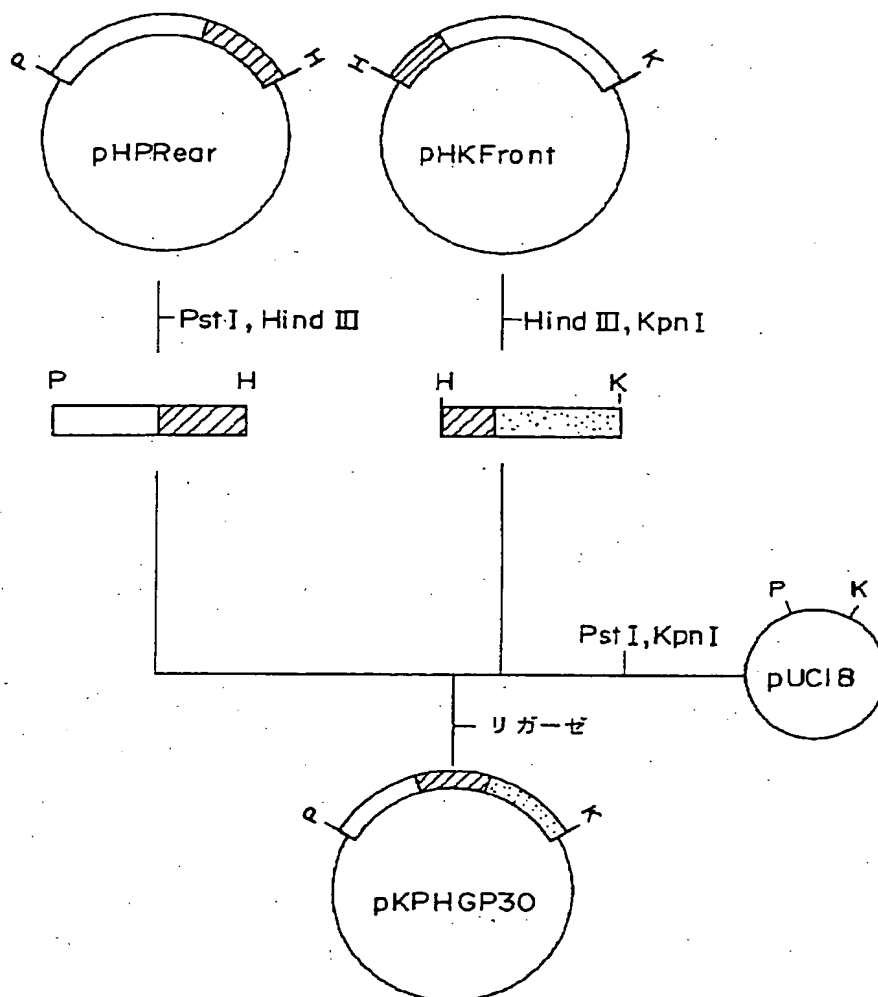 P H
H K
pHPRear
pHKFront
PstI, Hind III
Hind III, KpnI
P H
H K
P K
PstI, KpnI
pUC18
リガーゼ
P K
pKPHGP30